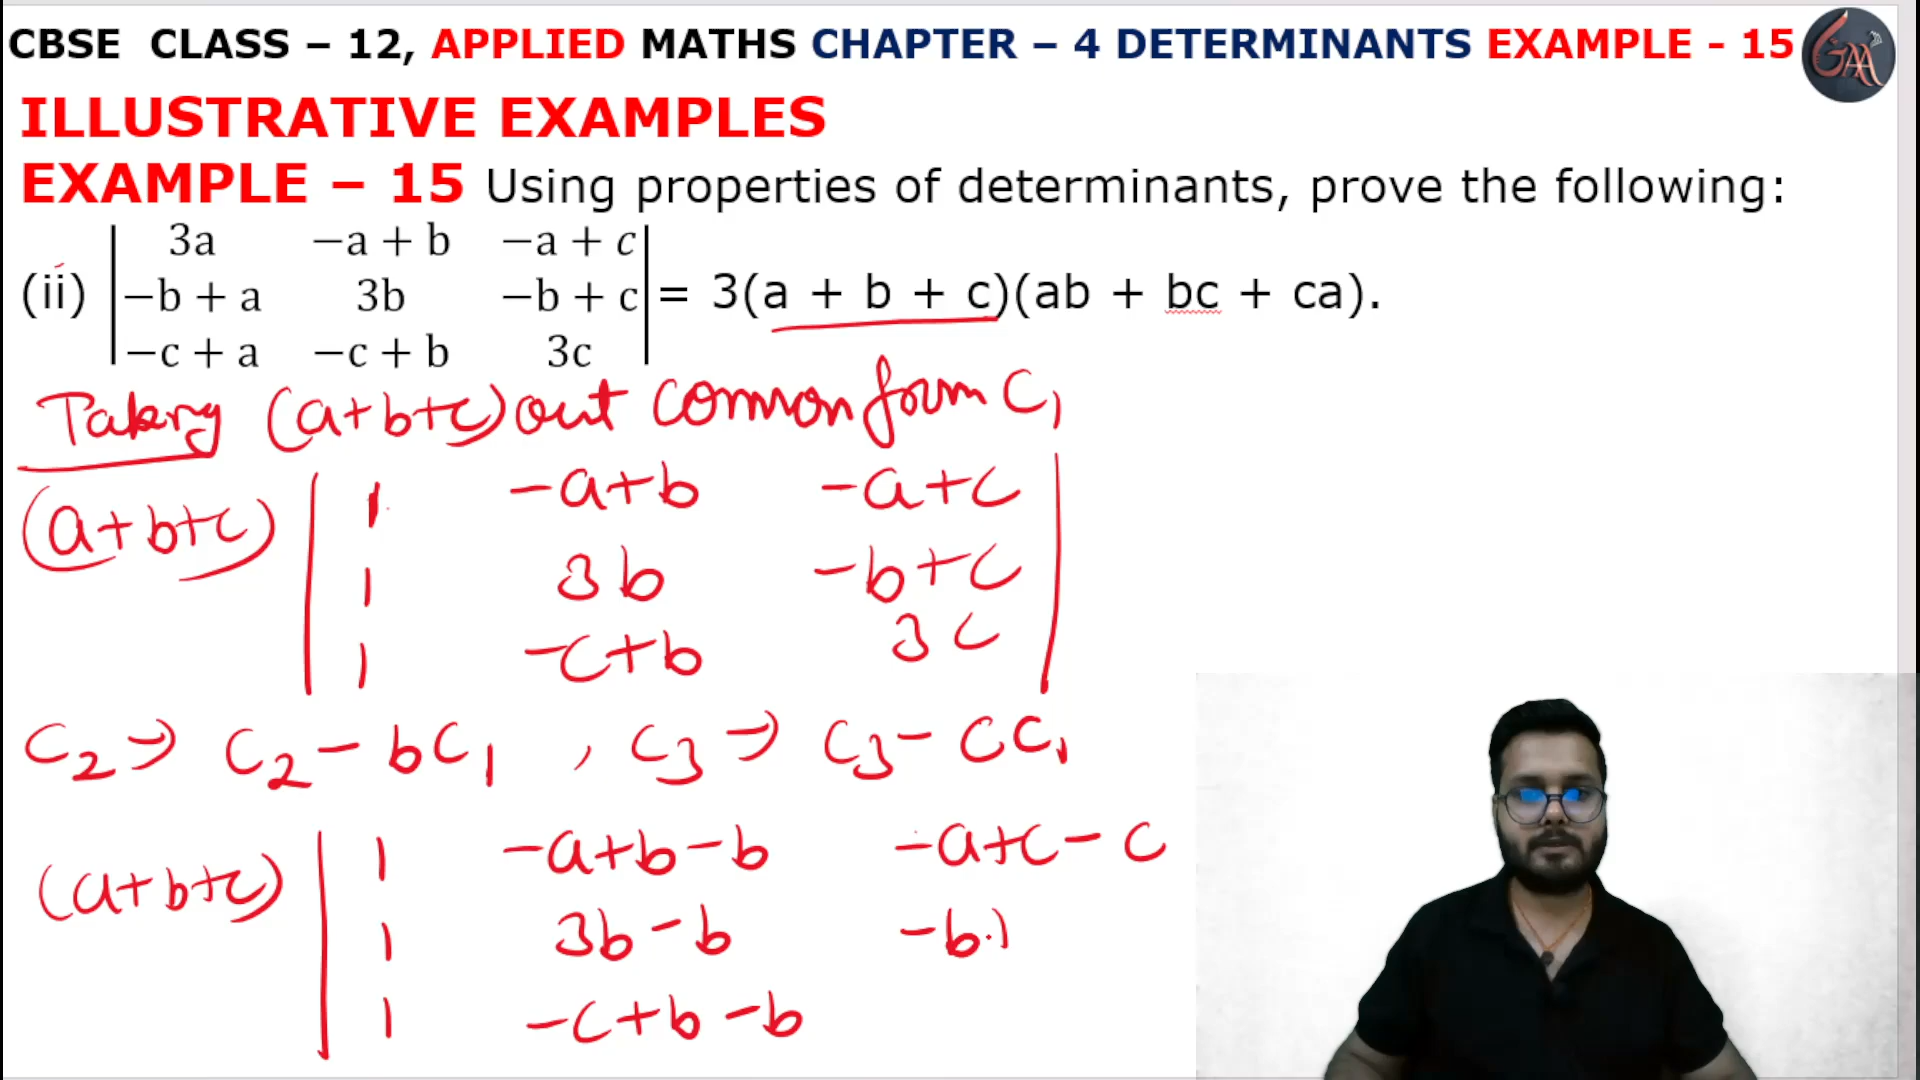 CBSE CLASS – 12, APPLIED MATHS CHAPTER – 4 DETERMINANTS EXAMPLE - 15
ILLUSTRATIVE EXAMPLES
EXAMPLE – 15 Using properties of determinants, prove the following:
3a −a + b −a + c
(ii) −b + a 3b −b + c = 3(a + b + c)(ab + bc + ca).
−c + a −c + b 3c
Taking (a+b+c) out common form C1
(a+b+c) | 1 -a+b -a+c |
1 3b -b+c
1 -c+b 3c
C2 → C2 - bC1 , C3 → C3 - CC1
(a+b+c) | 1 -a+b-b -a+c-c
1 3b-b -b
1 -c+b-b